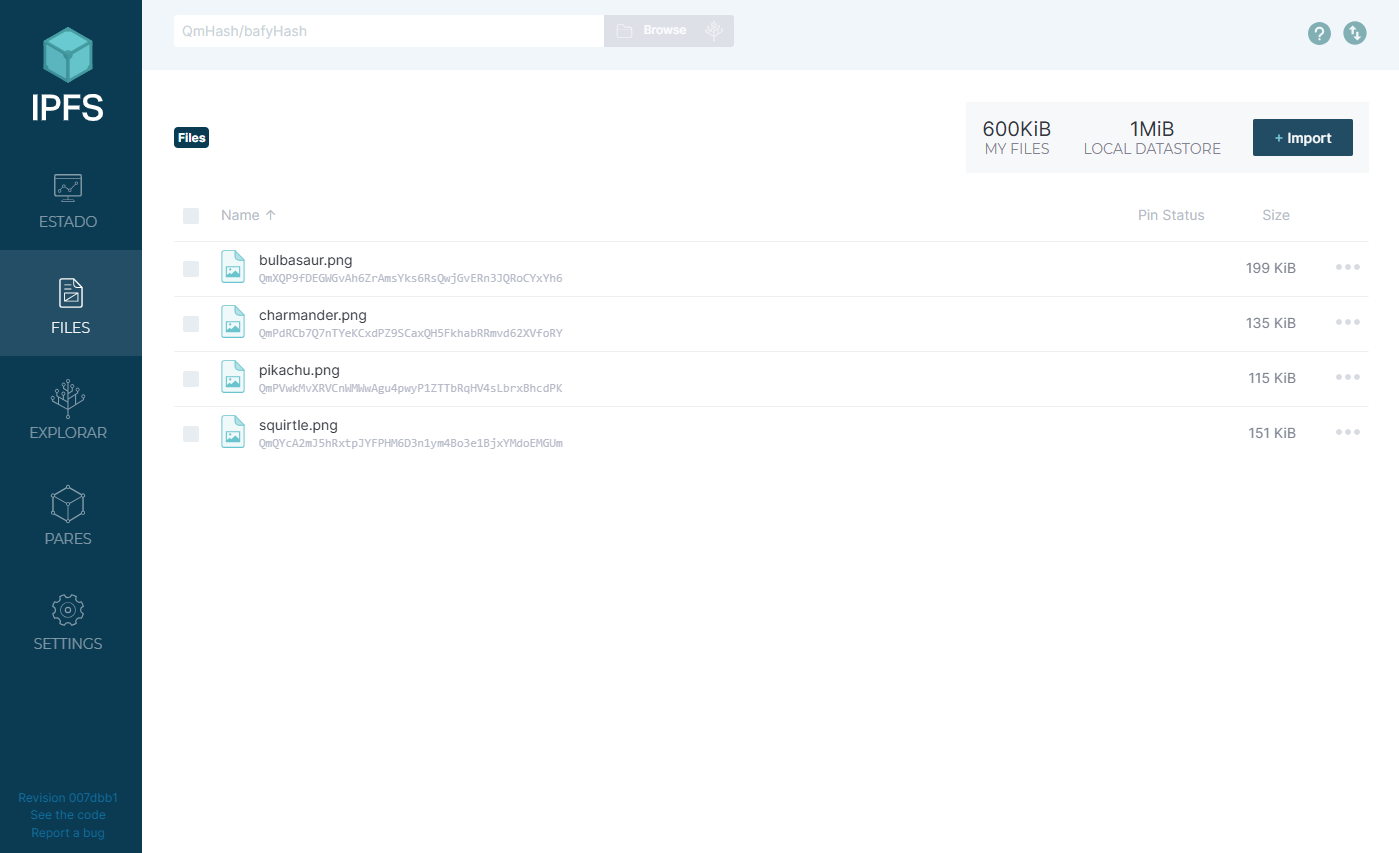 IPFS
ESTADO
FILES
EXPLORAR
PARES
SETTINGS
Revision 007dbb1
See the code
Report a bug
QmHash/bafyHash
Browse
?
Files
600KiB
MY FILES
1MiB
LOCAL DATASTORE
+ Import
Name ↑ Pin Status Size
bulbasaur.png
QmXQP9fDEGWGvAh6ZrAmsYks6RsQwjGvERn3JQRoCYxYh6
199 KiB
charmander.png
QmPdRCb7Q7nTYeKCxdPZ9SCaxQH5FkhabRRmvd62XVfoRY
135 KiB
pikachu.png
QmPVwkMvXRVCnWMWwAgu4pwyP1ZTTbRqHV4sLbrxBhcdPK
115 KiB
squirtle.png
QmQYcA2mJ5hRxtpJYFPHM6D3n1ym48o3e1BjxYMdoEMGUm
151 KiB